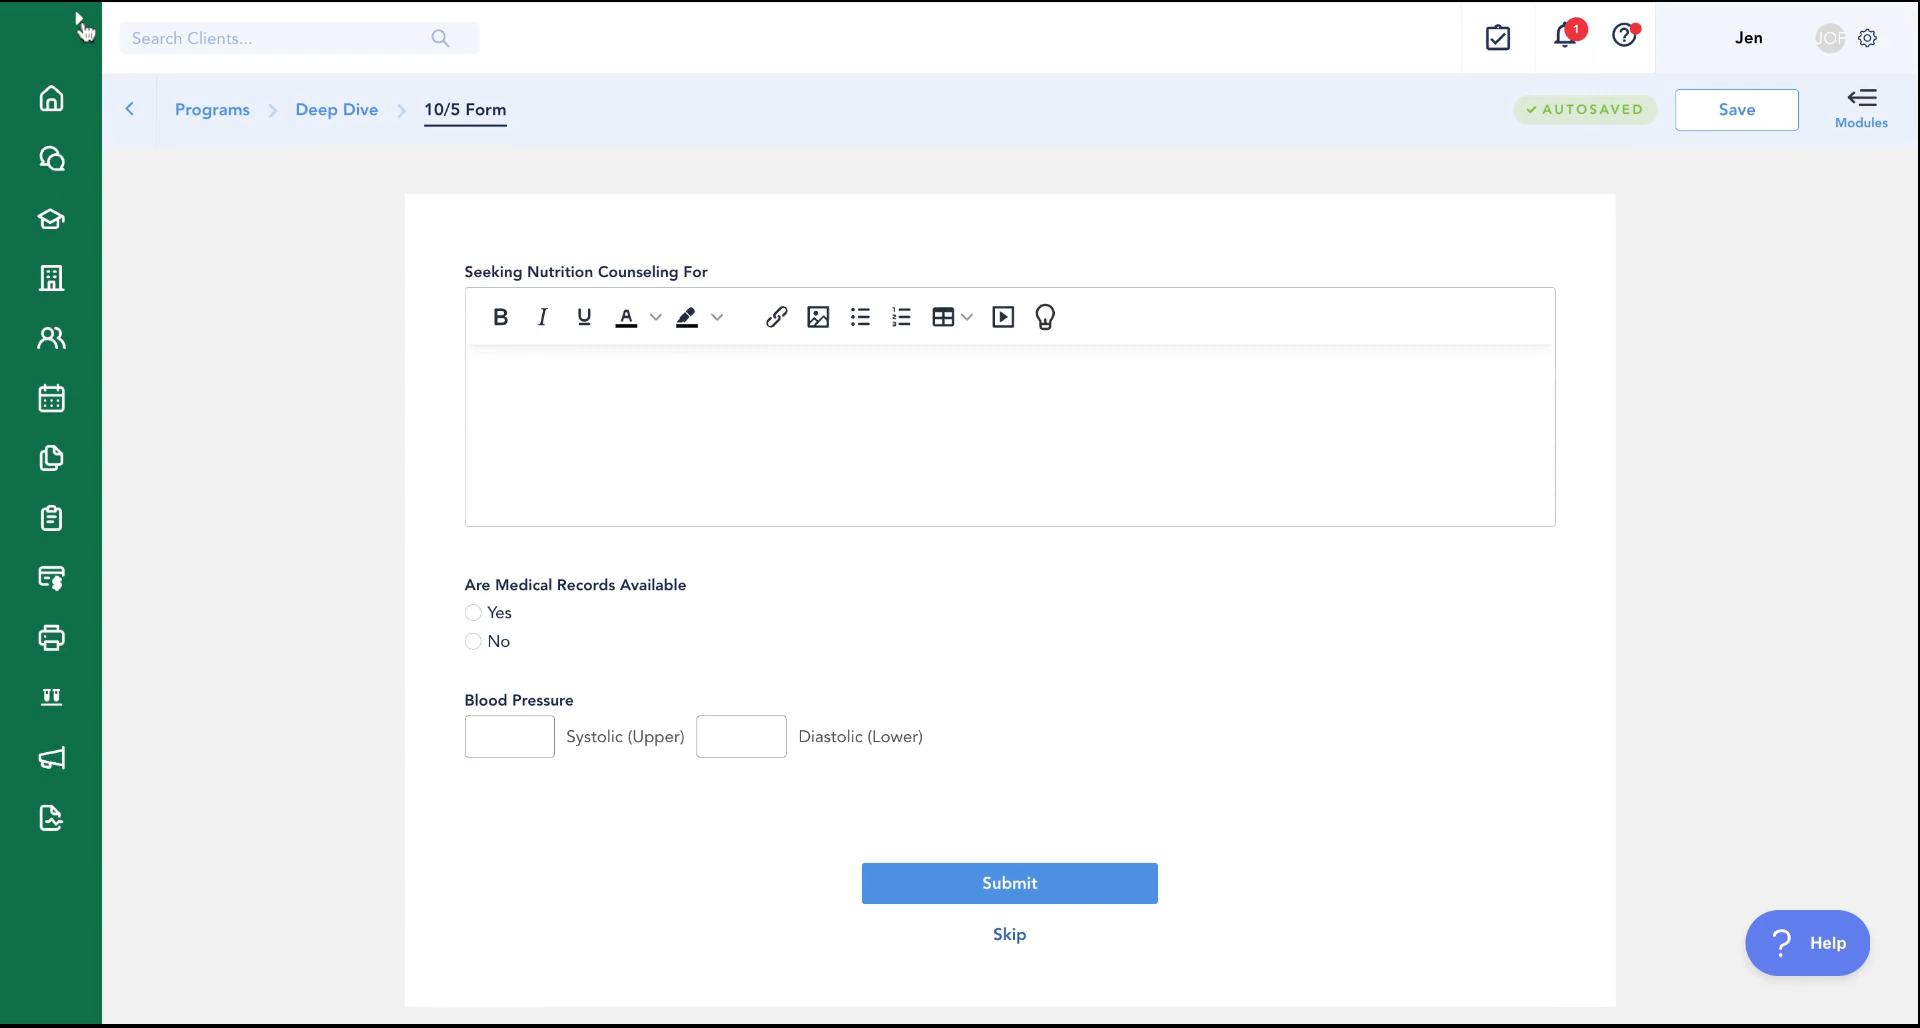 Search Clients...
1
Jen
JOF
Programs
Deep Dive
10/5 Form
AUTOSAVED
Save
Modules
Seeking Nutrition Counseling For
B I U A
Are Medical Records Available
Yes
No
Blood Pressure
Systolic (Upper)
Diastolic (Lower)
Submit
Skip
? Help